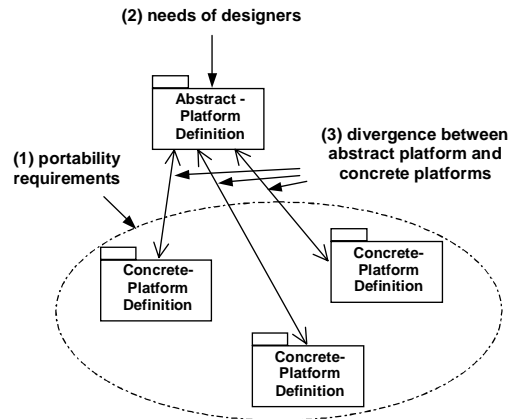 (2) needs of designers
Abstract -
Platform
Definition
(1) portability
requirements
(3) divergence between
abstract platform and
concrete platforms
Concrete-
Platform
Definition
Concrete-
Platform
Definition
Concrete-
Platform
Definition